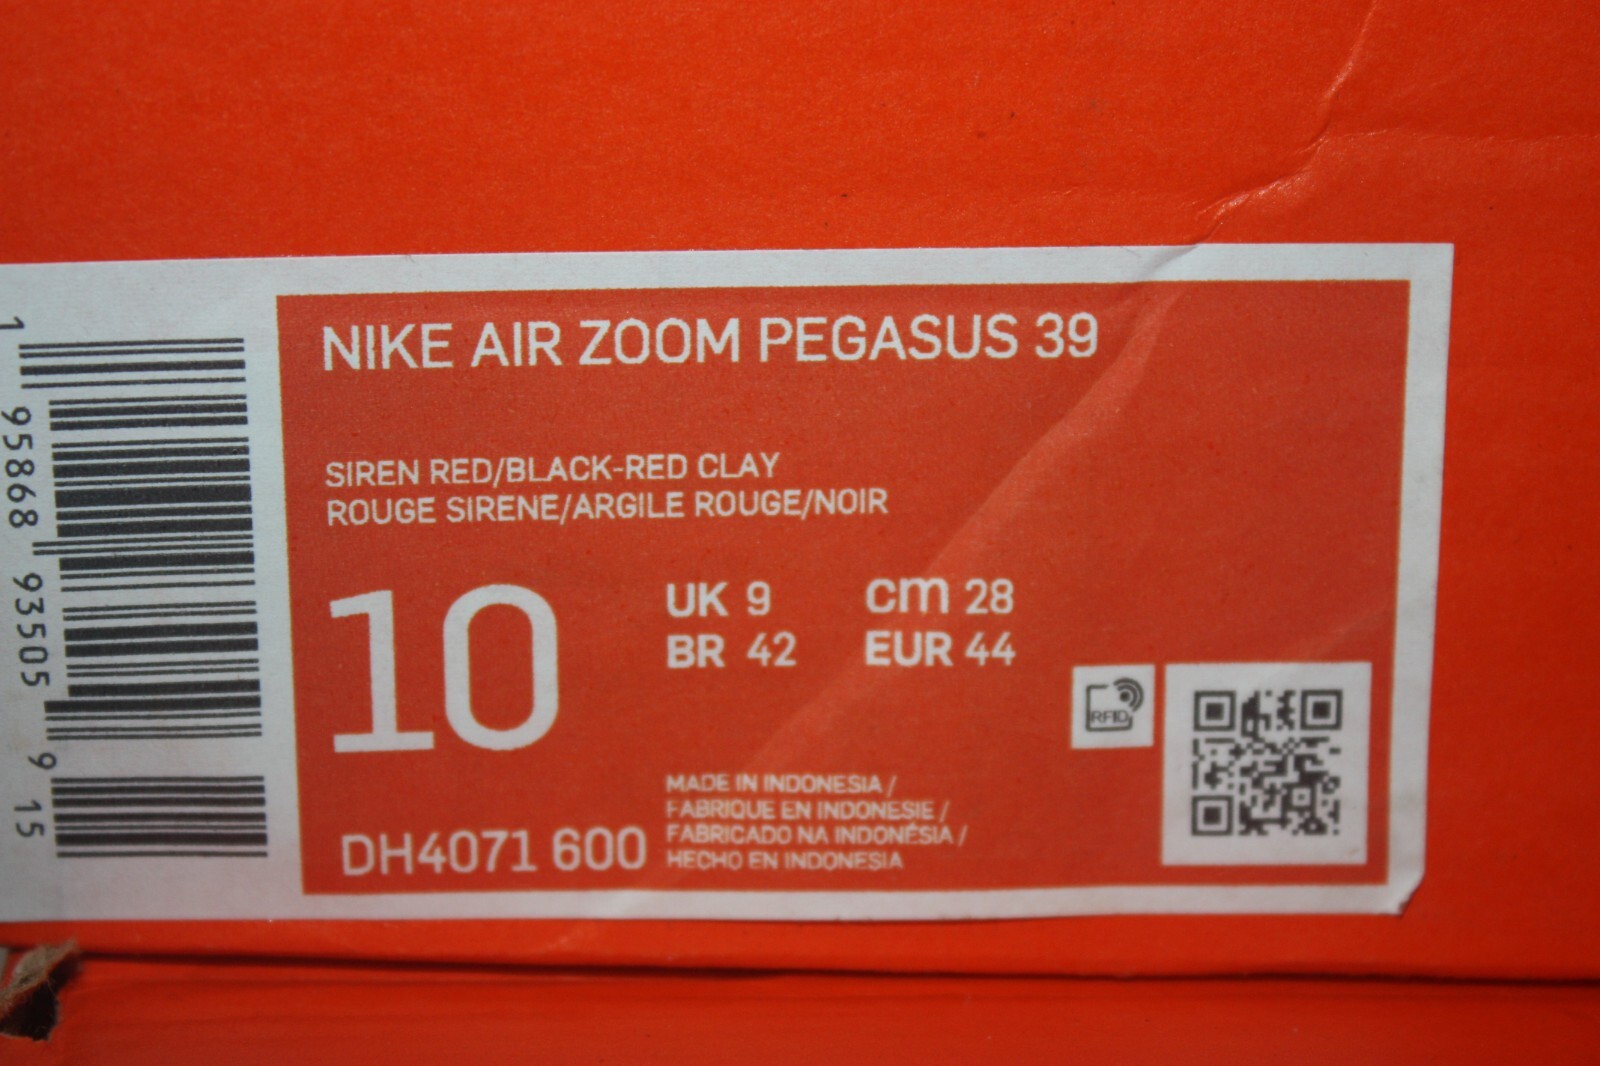 NIKE AIR ZOOM PEGASUS 39
SIREN RED/BLACK-RED CLAY
ROUGE SIRENE/ARGILE ROUGE/NOIR
10
UK 9 cm 28
BR 42 EUR 44
RFID
MADE IN INDONESIA /
FABRIQUE EN INDONESIE /
FABRICADO NA INDONÉSIA /
HECHO EN INDONESIA
DH4071 600
1 95868 93505 9 15